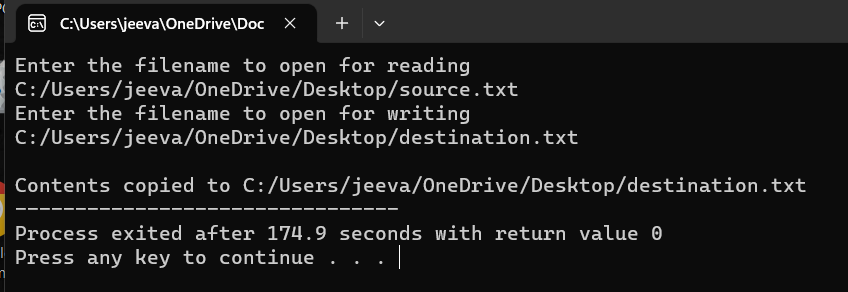 C:\Users\jeeva\OneDrive\Doc
Enter the filename to open for reading
C:/Users/jeeva/OneDrive/Desktop/source.txt
Enter the filename to open for writing
C:/Users/jeeva/OneDrive/Desktop/destination.txt
Contents copied to C:/Users/jeeva/OneDrive/Desktop/destination.txt
--------------------------------
Process exited after 174.9 seconds with return value 0
Press any key to continue . . .